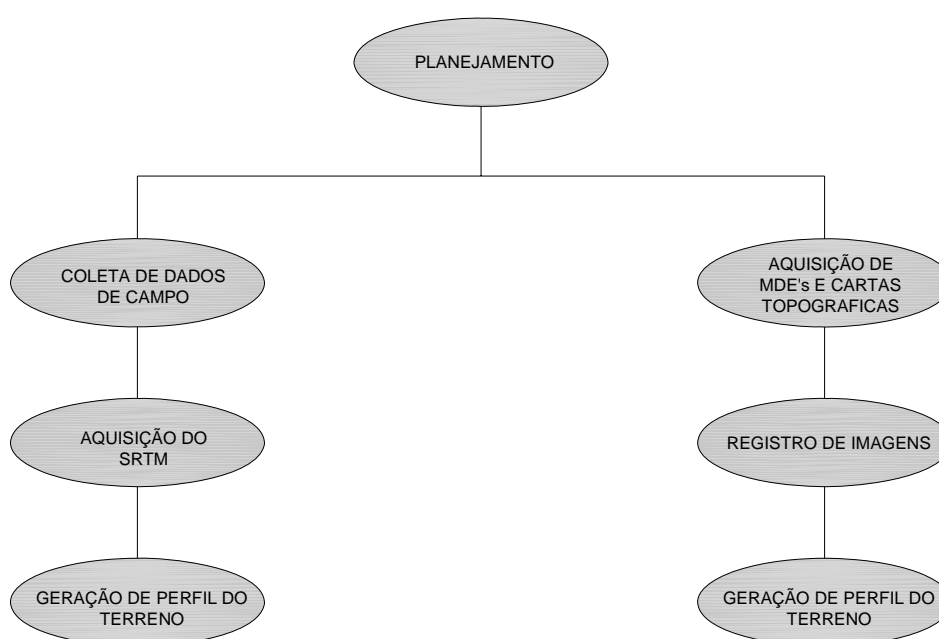 PLANEJAMENTO
COLETA DE DADOS
DE CAMPO
AQUISIÇÃO DE
MDE's E CARTAS
TOPOGRAFICAS
AQUISIÇÃO DO
SRTM
REGISTRO DE IMAGENS
GERAÇÃO DE PERFIL DO
TERRENO
GERAÇÃO DE PERFIL DO
TERRENO